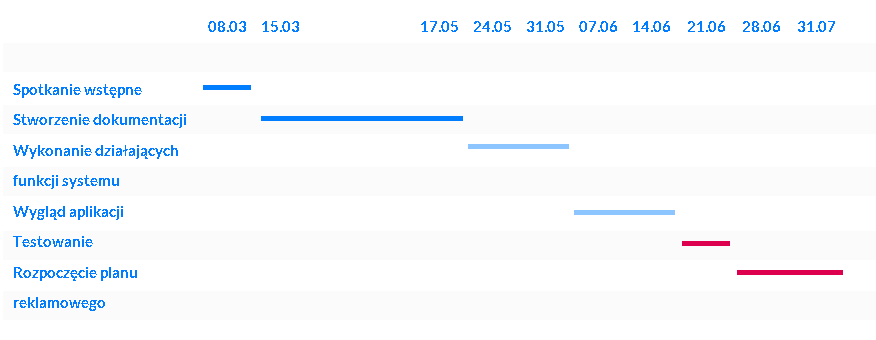 08.03 15.03 17.05 24.05 31.05 07.06 14.06 21.06 28.06 31.07
Spotkanie wstępne
Stworzenie dokumentacji
Wykonanie działających
funkcji systemu
Wygląd aplikacji
Testowanie
Rozpoczęcie planu
reklamowego